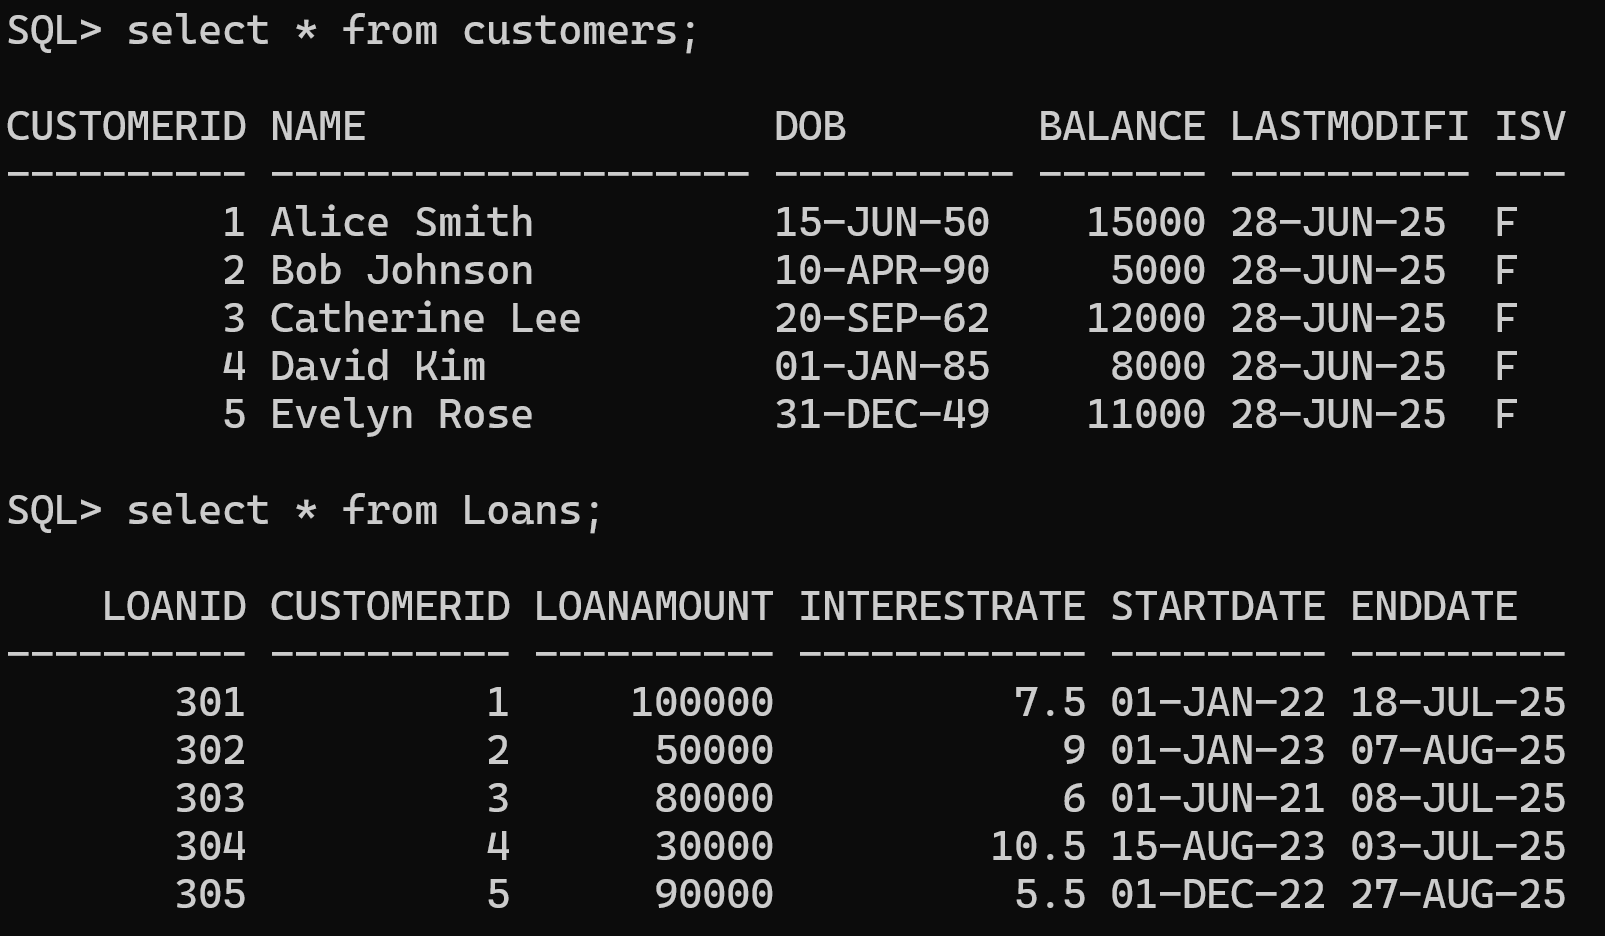 SQL> select * from customers;
CUSTOMERID NAME                 DOB        BALANCE LASTMODIFI ISV
---------- -------------------- ---------- ------- ---------- ---
         1 Alice Smith          15-JUN-50    15000 28-JUN-25  F
         2 Bob Johnson          10-APR-90     5000 28-JUN-25  F
         3 Catherine Lee        20-SEP-62    12000 28-JUN-25  F
         4 David Kim            01-JAN-85     8000 28-JUN-25  F
         5 Evelyn Rose          31-DEC-49    11000 28-JUN-25  F
SQL> select * from Loans;
    LOANID CUSTOMERID LOANAMOUNT INTERESTRATE STARTDATE ENDDATE
---------- ---------- ---------- ------------ --------- ---------
       301          1     100000          7.5 01-JAN-22 18-JUL-25
       302          2      50000            9 01-JAN-23 07-AUG-25
       303          3      80000            6 01-JUN-21 08-JUL-25
       304          4      30000         10.5 15-AUG-23 03-JUL-25
       305          5      90000          5.5 01-DEC-22 27-AUG-25